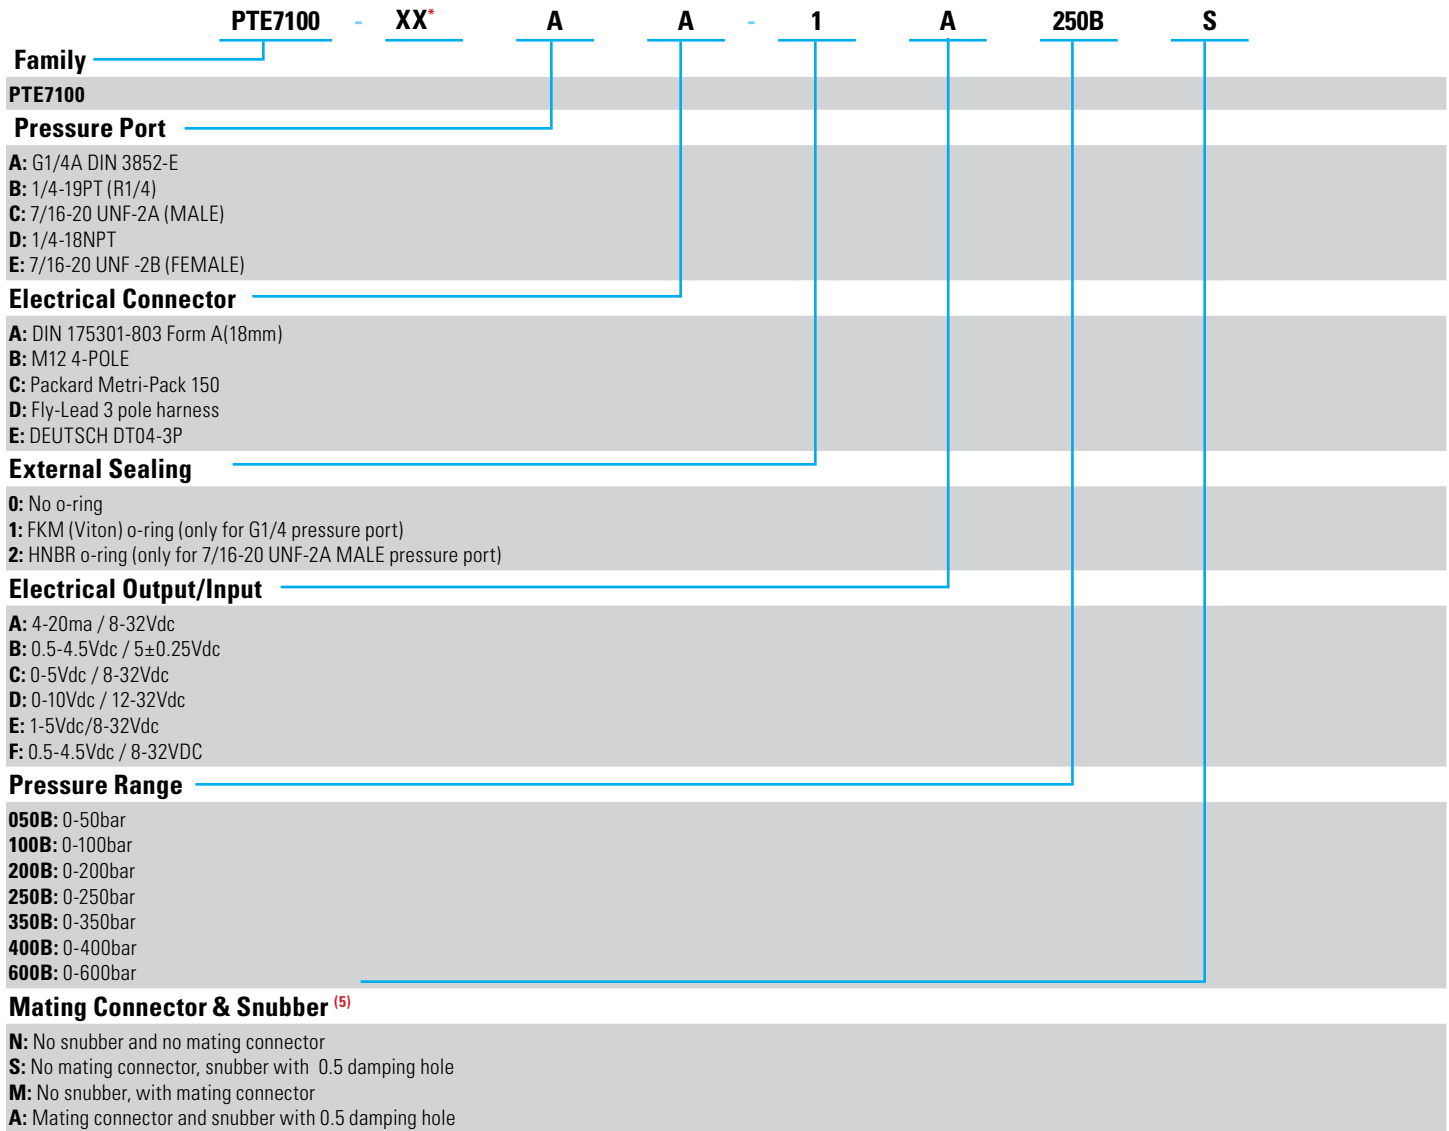 PTE7100 - XX* A A - 1 A 250B S
Family
PTE7100
Pressure Port
A: G1/4A DIN 3852-E
B: 1/4-19PT (R1/4)
C: 7/16-20 UNF-2A (MALE)
D: 1/4-18NPT
E: 7/16-20 UNF -2B (FEMALE)
Electrical Connector
A: DIN 175301-803 Form A(18mm)
B: M12 4-POLE
C: Packard Metri-Pack 150
D: Fly-Lead 3 pole harness
E: DEUTSCH DT04-3P
External Sealing
0: No o-ring
1: FKM (Viton) o-ring (only for G1/4 pressure port)
2: HNBR o-ring (only for 7/16-20 UNF-2A MALE pressure port)
Electrical Output/Input
A: 4-20ma / 8-32Vdc
B: 0.5-4.5Vdc / 5±0.25Vdc
C: 0-5Vdc / 8-32Vdc
D: 0-10Vdc / 12-32Vdc
E: 1-5Vdc/8-32Vdc
F: 0.5-4.5Vdc / 8-32VDC
Pressure Range
050B: 0-50bar
100B: 0-100bar
200B: 0-200bar
250B: 0-250bar
350B: 0-350bar
400B: 0-400bar
600B: 0-600bar
Mating Connector & Snubber (5)
N: No snubber and no mating connector
S: No mating connector, snubber with 0.5 damping hole
M: No snubber, with mating connector
A: Mating connector and snubber with 0.5 damping hole